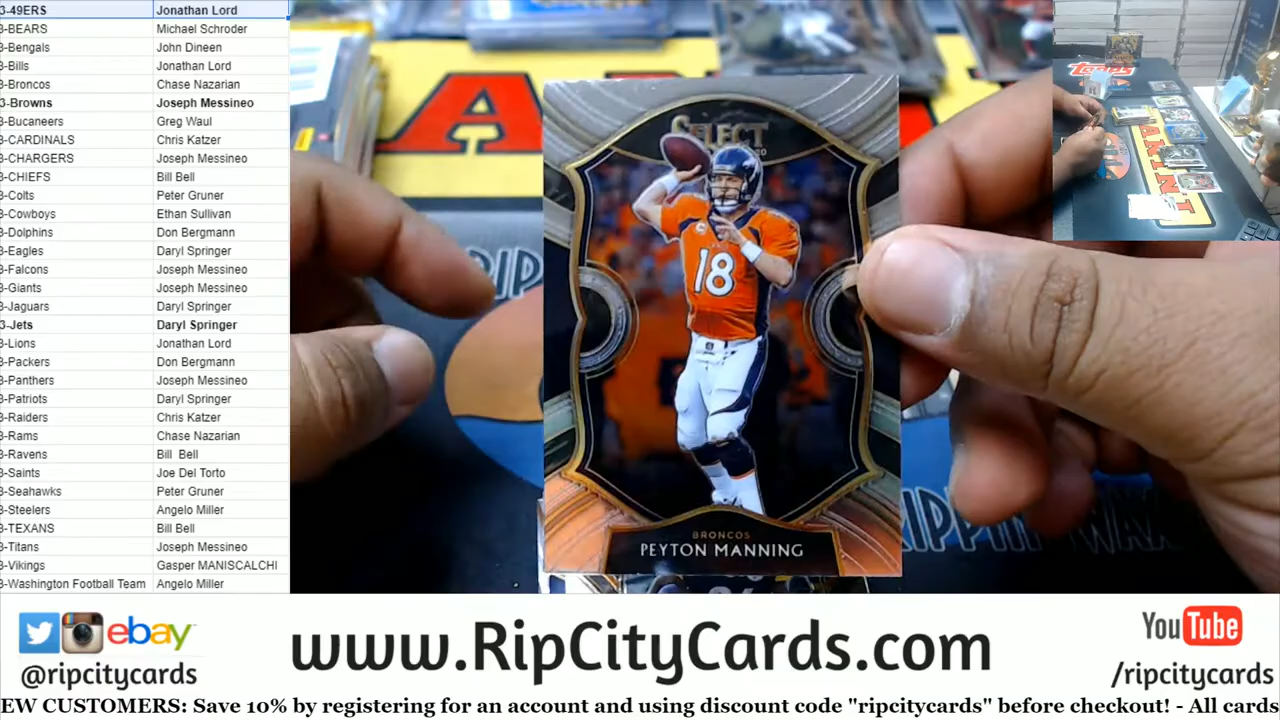 3-49ERS Jonathan Lord
3-BEARS Michael Schroder
3-Bengals John Dineen
3-Bills Jonathan Lord
3-Broncos Chase Nazarian
3-Browns Joseph Messineo
3-Bucaneers Greg Waul
3-CARDINALS Chris Katzer
3-CHARGERS Joseph Messineo
3-CHIEFS Bill Bell
3-Colts Peter Gruner
3-Cowboys Ethan Sullivan
3-Dolphins Don Bergmann
3-Eagles Daryl Springer
3-Falcons Joseph Messineo
3-Giants Joseph Messineo
3-Jaguars Daryl Springer
3-Jets Daryl Springer
3-Lions Jonathan Lord
3-Packers Don Bergmann
3-Panthers Joseph Messineo
3-Patriots Daryl Springer
3-Raiders Chris Katzer
3-Rams Chase Nazarian
3-Ravens Bill Bell
3-Saints Joe Del Torto
3-Seahawks Peter Gruner
3-Steelers Angelo Miller
3-TEXANS Bill Bell
3-Titans Joseph Messineo
3-Vikings Gasper MANISCALCHI
3-Washington Football Team Angelo Miller
SELECT
18
BRONCOS
PEYTON MANNING
RIPPIN' WAX
Topps
ebay
@ripcitycards
www.RipCityCards.com
YouTube
/ripcitycards
EW CUSTOMERS: Save 10% by registering for an account and using discount code "ripcitycards" before checkout! - All cards